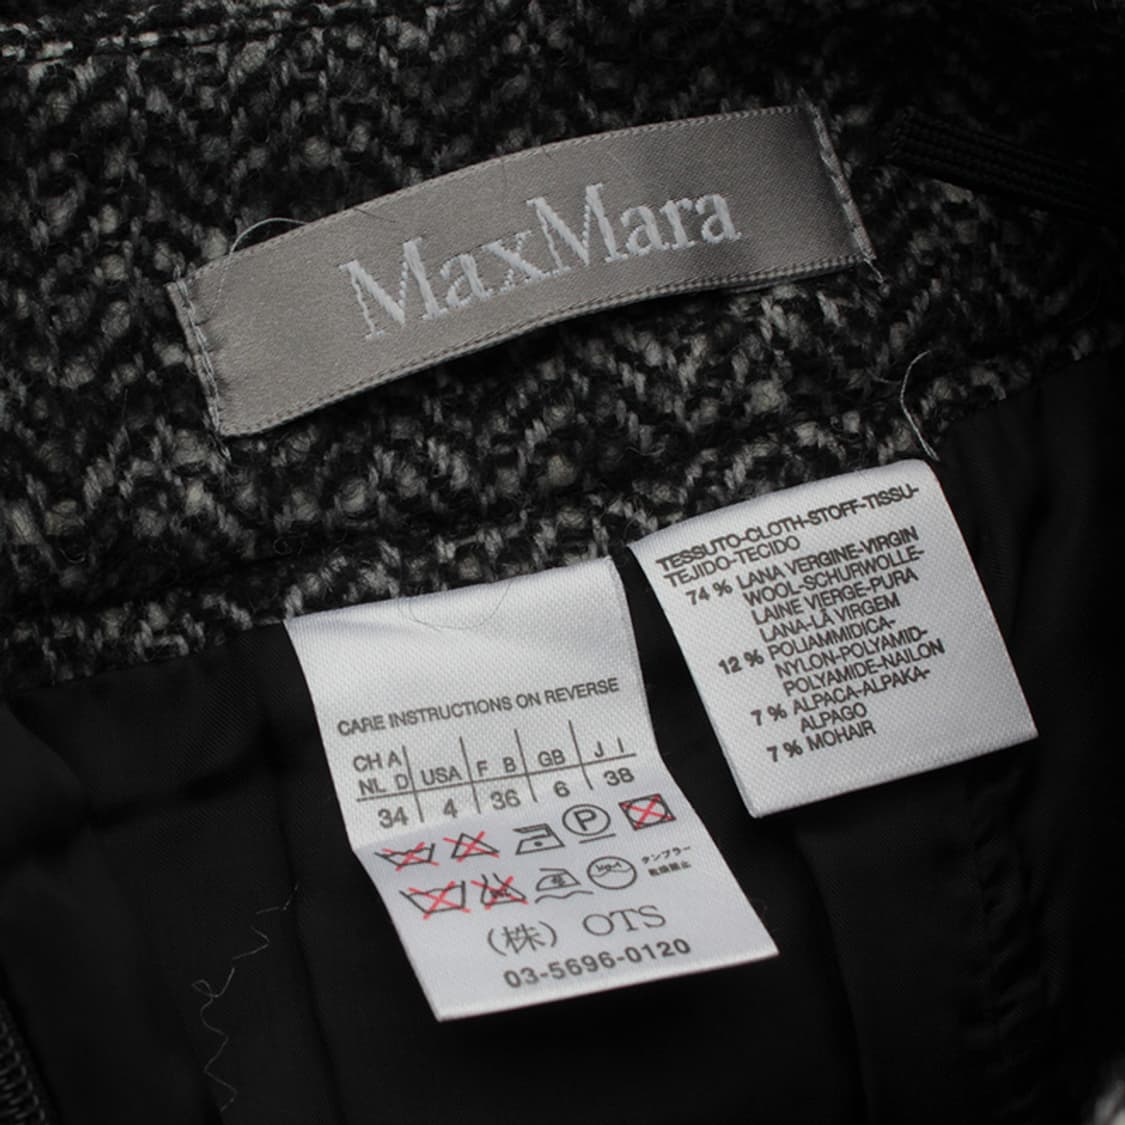 MaxMara
TESSUTO-CLOTH-STOFF-TISSU-
TEJIDO-TECIDO
74 % LANA VERGINE-VIRGIN
WOOL-SCHURWOLLE-
LAINE VIERGE-PURA
LANA-LÃ VIRGEM
12 % POLIAMMIDICA-
NYLON-POLYAMID-
POLYAMIDE-NAILON
7 % ALPACA-ALPAKA-
ALPAGO
7 % MOHAIR
CARE INSTRUCTIONS ON REVERSE
CH A USA F B GB J I
NL D
34 4 36 6 38
P
タンブラー
乾燥禁止
(株) OTS
03-5696-0120